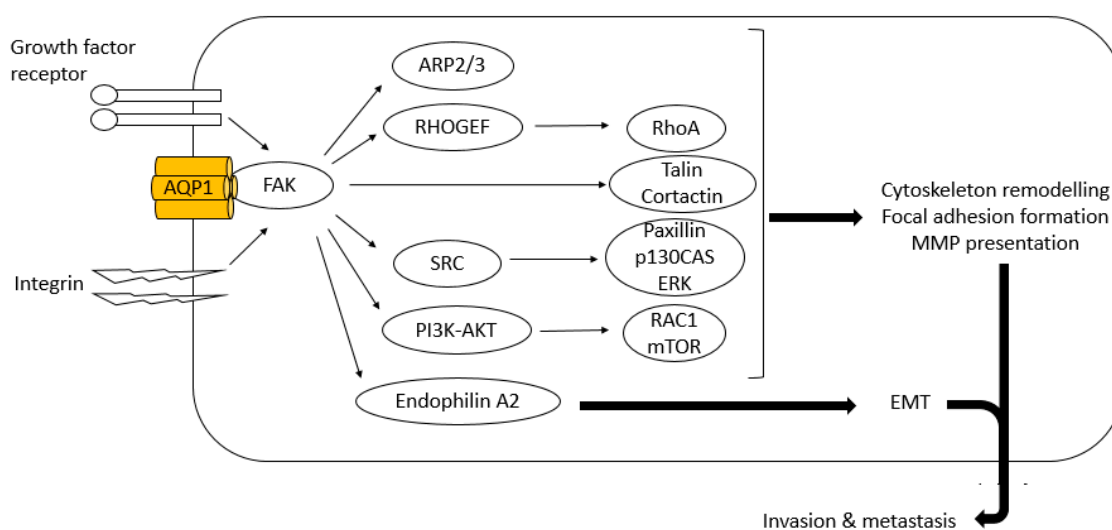 Growth factor
receptor
AQP1
FAK
Integrin
ARP2/3
RHOGEF
RhoA
Talin
Cortactin
SRC
Paxillin
p130CAS
ERK
PI3K-AKT
RAC1
mTOR
Endophilin A2
Cytoskeleton remodelling
Focal adhesion formation
MMP presentation
EMT
Invasion & metastasis